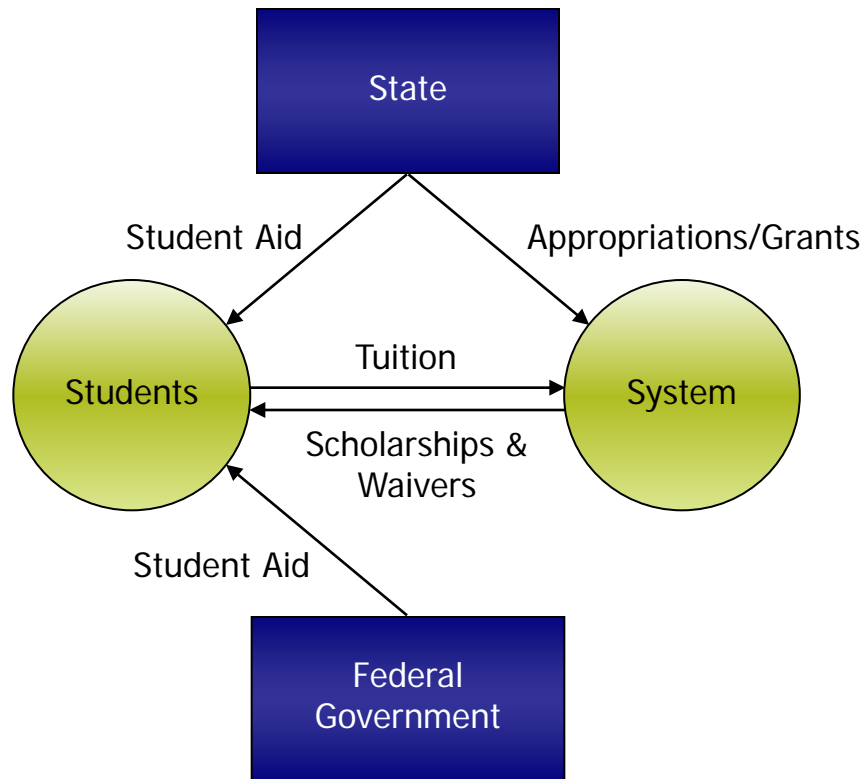 State
Student Aid
Appropriations/Grants
Tuition
Students
System
Scholarships &
Waivers
Student Aid
Federal
Government